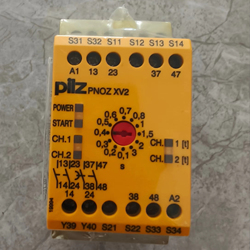 S31 S32 S11 S12 S13 S14
A1 13 23 37 47
pilz PNOZ XV2
POWER
START
CH.1
CH.2
0,7 0,8
0,6 1
0,5 1,5
0,4 2
0,3 3
0,2 0,1
s
CH. 1 [t]
CH. 2 [t]
13 23 37 47
14 24 38 48
14 24 38 48 A2
Y39 Y40 S21 S22 S33 S34